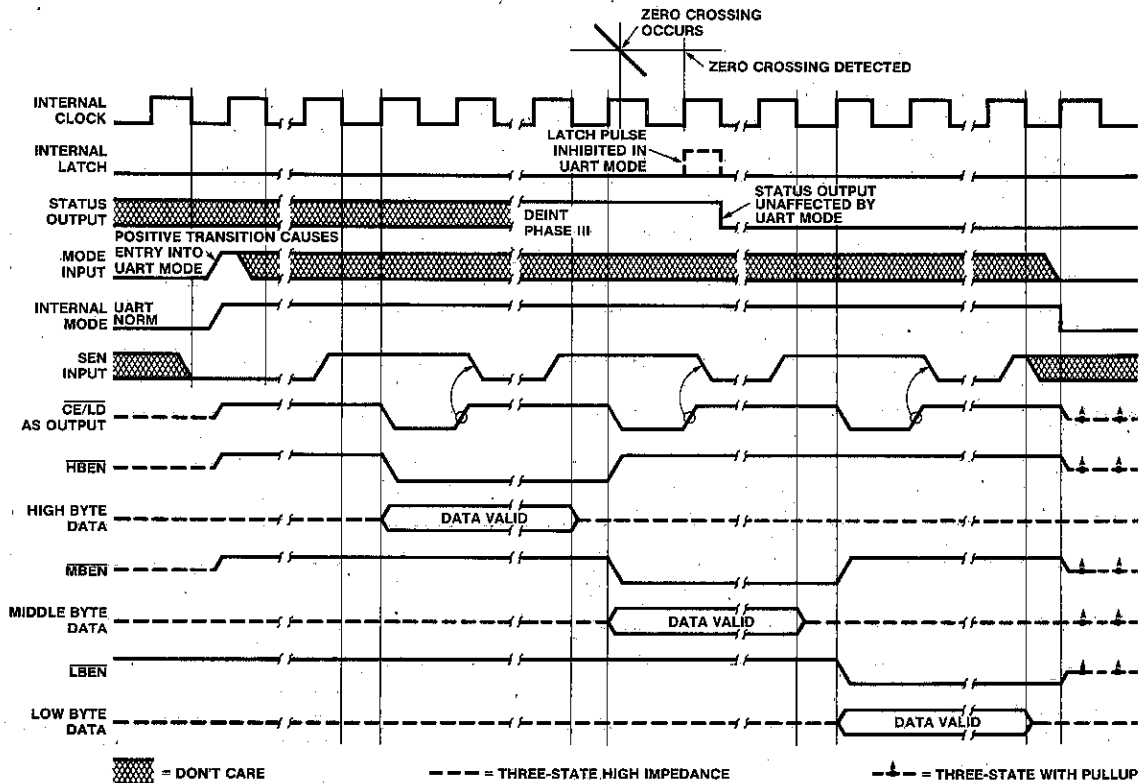 ZERO CROSSING
OCCURS
ZERO CROSSING DETECTED
INTERNAL
CLOCK
LATCH PULSE
INHIBITED IN
UART MODE
INTERNAL
LATCH
STATUS
OUTPUT
DEINT
PHASE III
STATUS OUTPUT
UNAFFECTED BY
UART MODE
POSITIVE TRANSITION CAUSES
ENTRY INTO
UART MODE
MODE
INPUT
INTERNAL
MODE
UART
NORM
SEN
INPUT
CE/LD
AS OUTPUT
HBEN
HIGH BYTE
DATA
DATA VALID
MBEN
MIDDLE BYTE
DATA
DATA VALID
LBEN
LOW BYTE
DATA
DATA VALID
= DON'T CARE
= THREE-STATE HIGH IMPEDANCE
= THREE-STATE WITH PULLUP